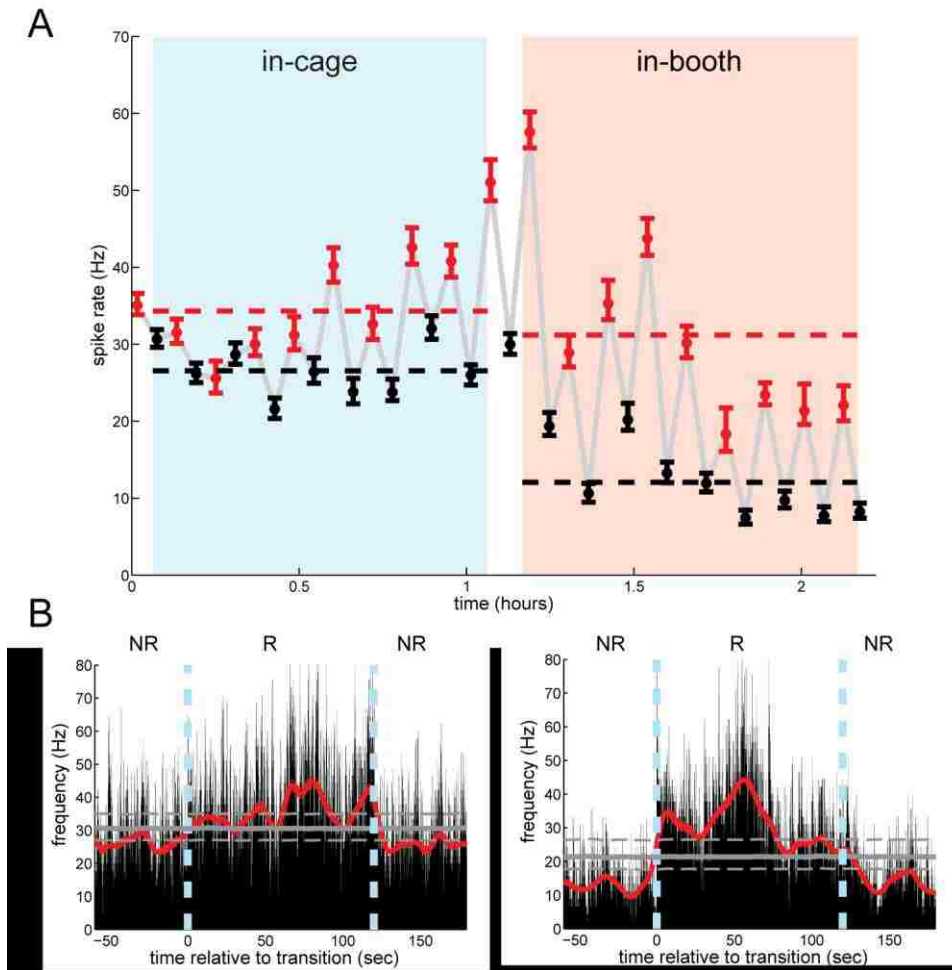 A
in-cage
in-booth
70
60
50
40
30
20
10
0
spike rate (Hz)
0
0.5
1
1.5
2
time (hours)
B
NR
R
NR
80
70
60
50
40
30
20
10
0
frequency (Hz)
−50
0
50
100
150
time relative to transition (sec)
NR
R
NR
80
70
60
50
40
30
20
10
0
frequency (Hz)
−50
0
50
100
150
time relative to transition (sec)